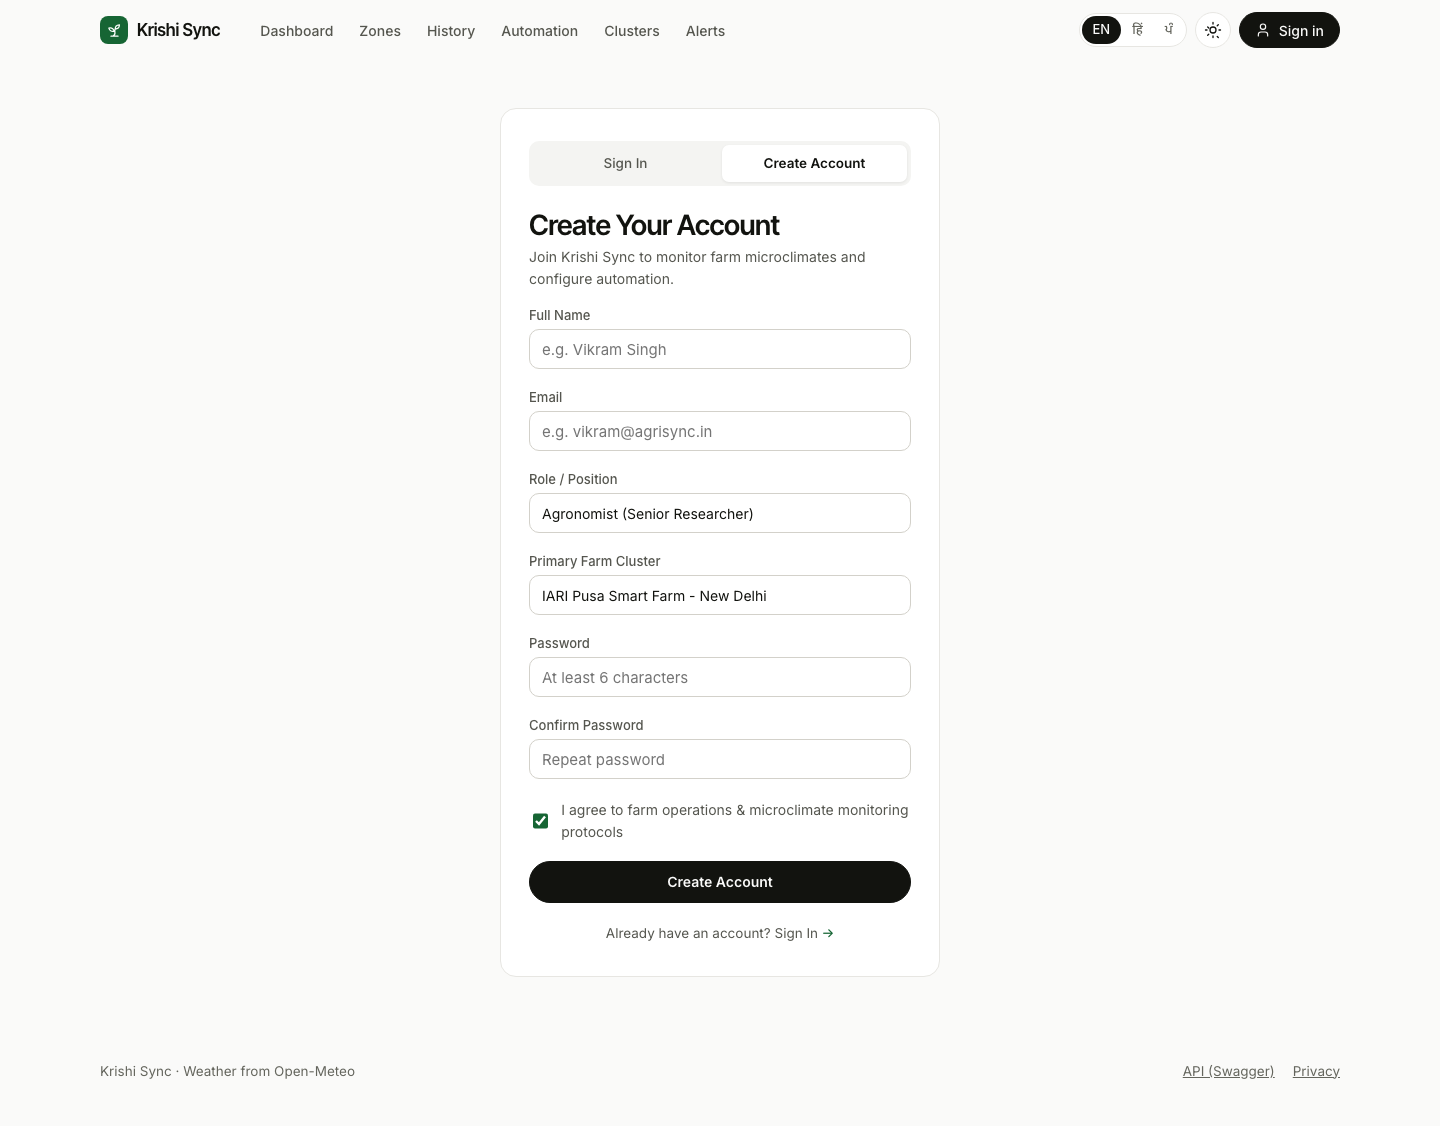 Krishi Sync
Dashboard
Zones
History
Automation
Clusters
Alerts
EN
हिं
ਪੰ
Sign in
Sign In
Create Account
Create Your Account
Join Krishi Sync to monitor farm microclimates and
configure automation.
Full Name
e.g. Vikram Singh
Email
e.g. vikram@agrisync.in
Role / Position
Agronomist (Senior Researcher)
Primary Farm Cluster
IARI Pusa Smart Farm - New Delhi
Password
At least 6 characters
Confirm Password
Repeat password
I agree to farm operations & microclimate monitoring
protocols
Create Account
Already have an account? Sign In →
Krishi Sync · Weather from Open-Meteo
API (Swagger)
Privacy